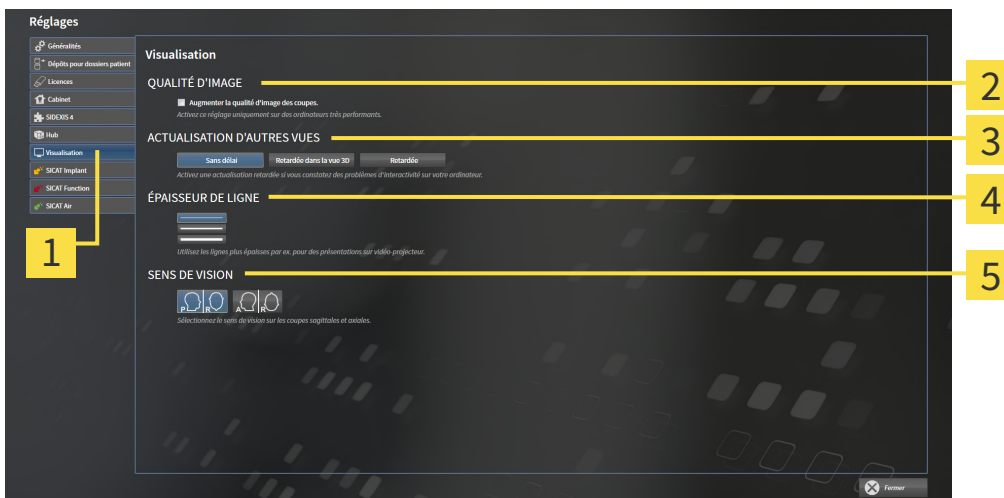 Réglages
Généralités
Dépôts pour dossiers patient
Licences
Cabinet
SIDEXIS 4
Hub
Visualisation
SICAT Implant
SICAT Function
SICAT Air
1
Visualisation
QUALITÉ D'IMAGE
2
Augmenter la qualité d'image des coupes.
Activez ce réglage uniquement sur des ordinateurs très performants.
ACTUALISATION D'AUTRES VUES
3
Sans délai Retardée dans la vue 3D Retardée
Activez une actualisation retardée si vous constatez des problèmes d'interactivité sur votre ordinateur.
ÉPAISSEUR DE LIGNE
4
Utiliser les lignes plus épaisses par ex. pour des présentations sur vidéo-projecteur.
SENS DE VISION
5
P R A R
Sélectionnez le sens de vision sur les coupes sagittales et axiales.
Fermer